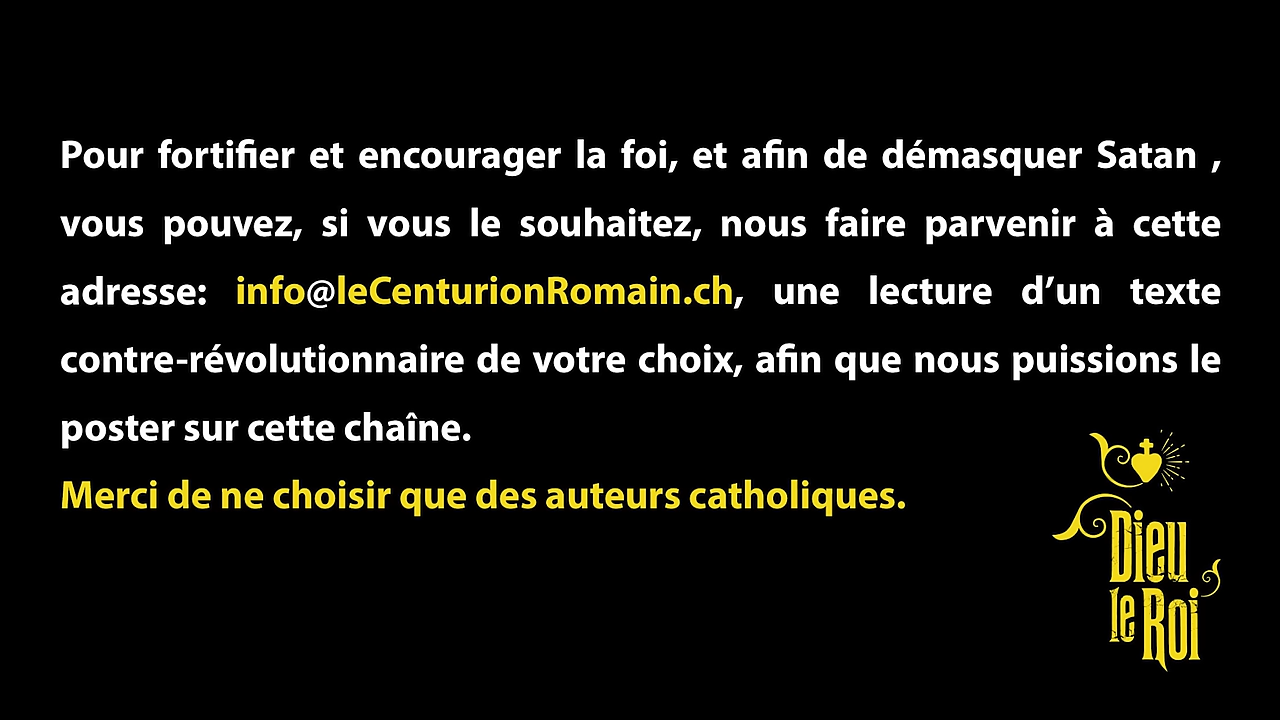 Pour fortifier et encourager la foi, et afin de démasquer Satan ,
vous pouvez, si vous le souhaitez, nous faire parvenir à cette
adresse: info@leCenturionRomain.ch, une lecture d’un texte
contre-révolutionnaire de votre choix, afin que nous puissions le
poster sur cette chaîne.
Merci de ne choisir que des auteurs catholiques.
Dieu
le Roi